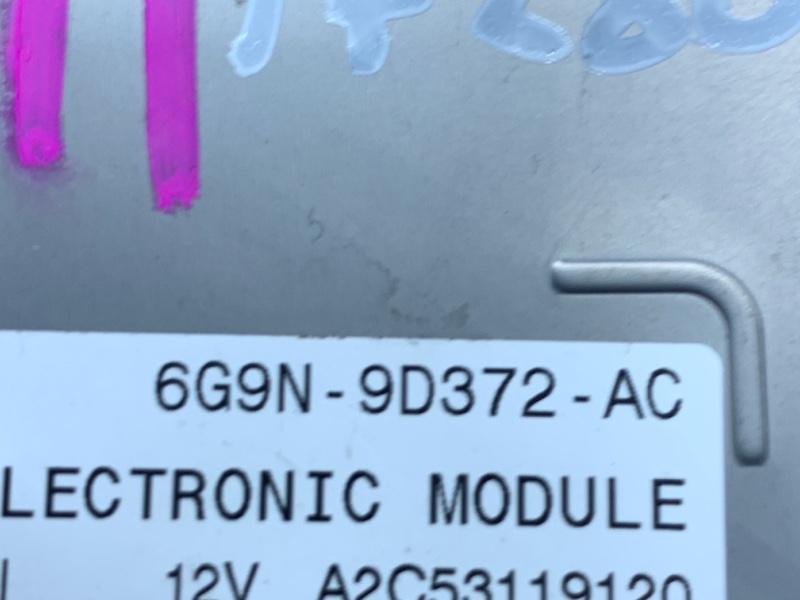 6G9N-9D372-AC
LECTRONIC MODULE
12V A2C53119120